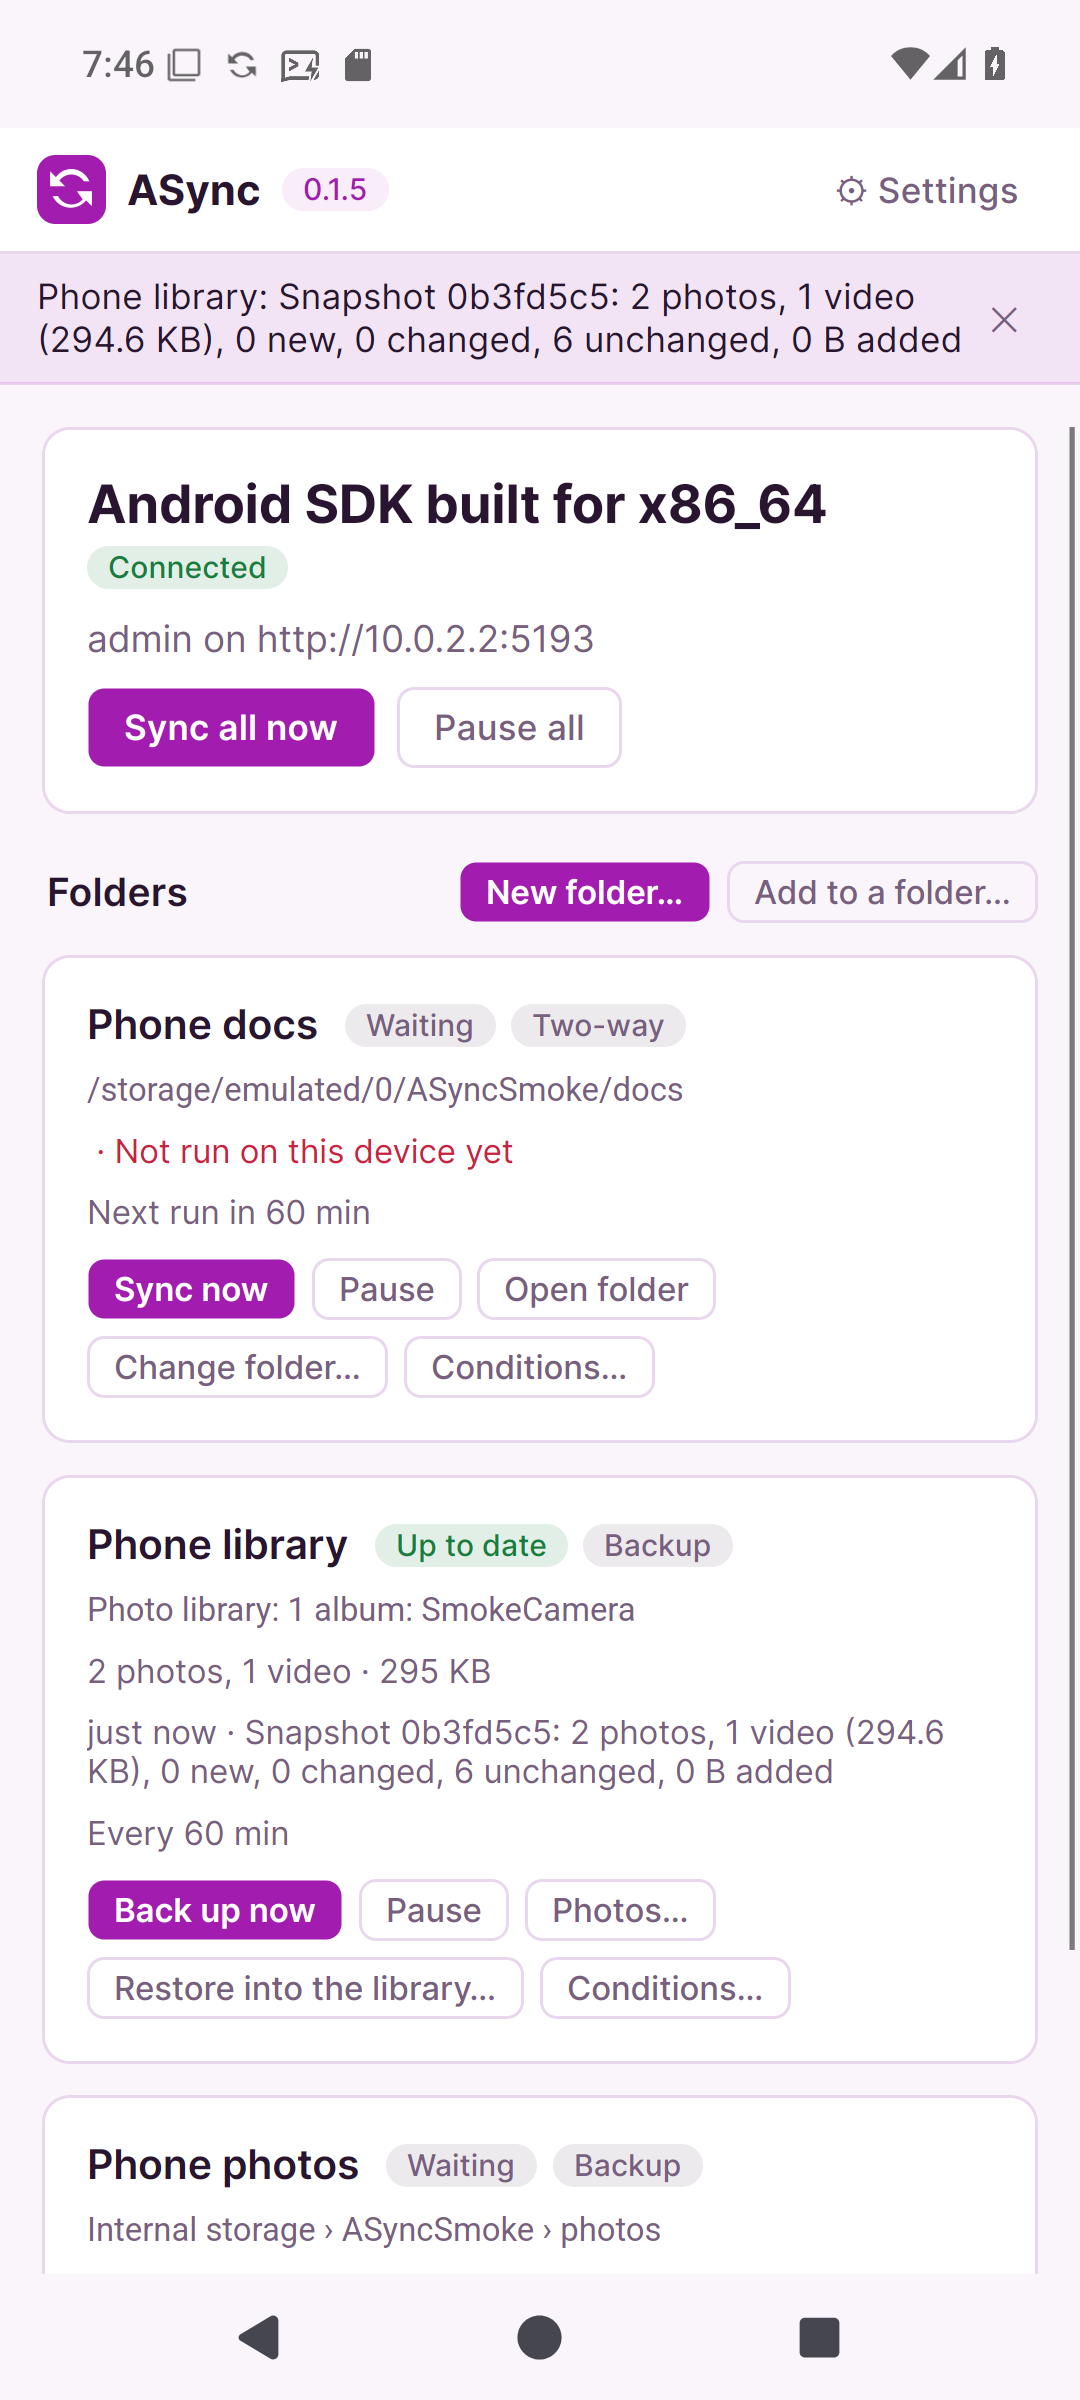 7:46
ASync 0.1.5 Settings
Phone library: Snapshot 0b3fd5c5: 2 photos, 1 video
(294.6 KB), 0 new, 0 changed, 6 unchanged, 0 B added
Android SDK built for x86_64
Connected
admin on http://10.0.2.2:5193
Sync all now Pause all
Folders New folder... Add to a folder...
Phone docs Waiting Two-way
/storage/emulated/0/ASyncSmoke/docs
· Not run on this device yet
Next run in 60 min
Sync now Pause Open folder
Change folder... Conditions...
Phone library Up to date Backup
Photo library: 1 album: SmokeCamera
2 photos, 1 video · 295 KB
just now · Snapshot 0b3fd5c5: 2 photos, 1 video (294.6
KB), 0 new, 0 changed, 6 unchanged, 0 B added
Every 60 min
Back up now Pause Photos...
Restore into the library... Conditions...
Phone photos Waiting Backup
Internal storage › ASyncSmoke › photos